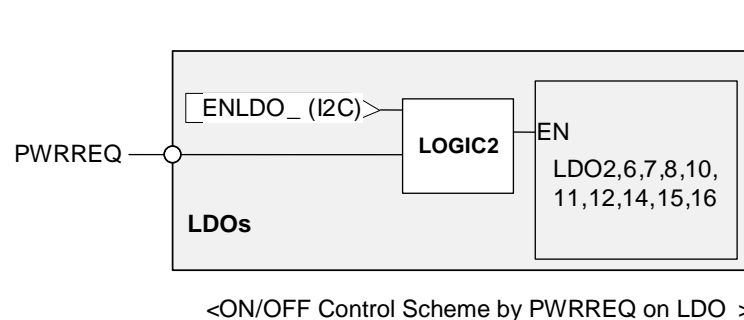 ENLDO_ (I2C)
PWRREQ
LOGIC2
EN
LDO2,6,7,8,10,
11,12,14,15,16
LDOs
<ON/OFF Control Scheme by PWRREQ on LDO >